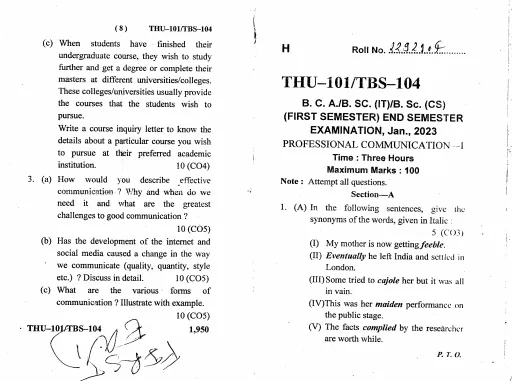 ( 8 ) THU-101/TBS-104
(c) When students have finished their
undergraduate course, they wish to study
further and get a degree or complete their
masters at different universities/colleges.
These colleges/universities usually provide
the courses that the students wish to
pursue.
Write a course inquiry letter to know the
details about a particular course you wish
to pursue at their preferred academic
institution. 10 (CO4)
3. (a) How would you describe effective
communication ? Why and when do we
need it and what are the greatest
challenges to good communication ?
10 (CO5)
(b) Has the development of the internet and
social media caused a change in the way
we communicate (quality, quantity, style
etc.) ? Discuss in detail. 10 (CO5)
(c) What are the various forms of
communication ? Illustrate with example.
10 (CO5)
THU-101/TBS-104 1,950
H Roll No.
THU-101/TBS-104
B. C. A./B. SC. (IT)/B. Sc. (CS)
(FIRST SEMESTER) END SEMESTER
EXAMINATION, Jan., 2023
PROFESSIONAL COMMUNICATION—I
Time : Three Hours
Maximum Marks : 100
Note : Attempt all questions.
Section—A
1. (A) In the following sentences, give the
synonyms of the words, given in Italic :
5 (CO3)
(I) My mother is now getting feeble.
(II) Eventually he left India and settled in
London.
(III) Some tried to cajole her but it was all
in vain.
(IV) This was her maiden performance on
the public stage.
(V) The facts complied by the researcher
are worth while.
P. T. O.